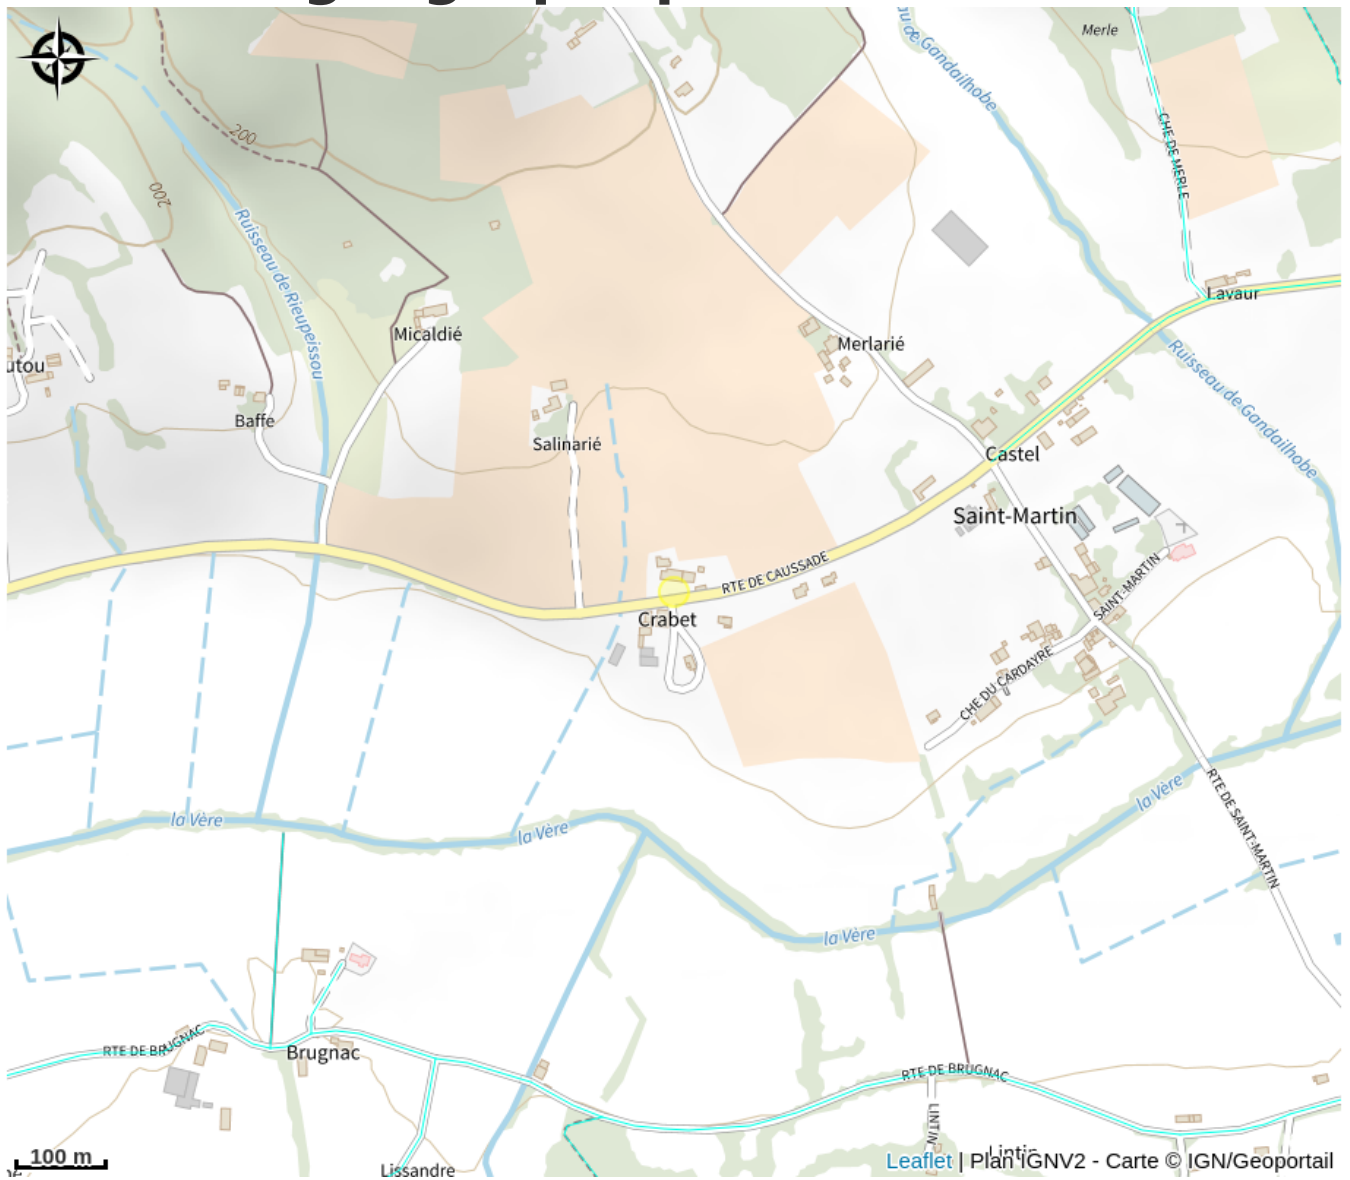 Merle
au de Gandailhobe
CHE DE MERLE
200
200
Ruisseau de Rieupeissou
Lavaur
Micaldié
Merlarié
utou
Ruisseau de Gandailhobe
Baffe
Salinarié
Castel
Saint-Martin
RTE DE CAUSSADE
SAINT-MARTIN
Crabet
CHE DU CARDAYRE
la Vère
la Vère
la Vère
RTE DE SAINT-MARTIN
la Vère
RTE DE BRUGNAC
Brugnac
RTE DE BRUGNAC
LINTIN
Lintin
100 m
Lissandre
Leaflet | Plan IGNV2 - Carte © IGN/Geoportail